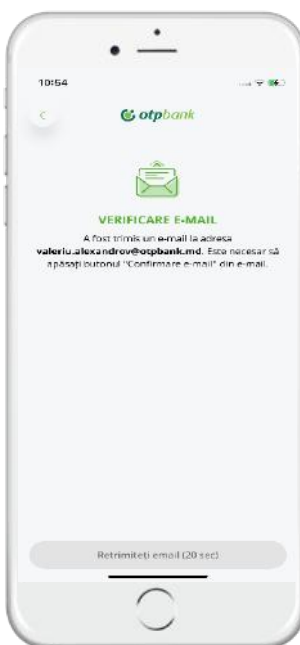 10:54
otpbank
VERIFICARE E-MAIL
A fost trimis un e-mail la adresa
valeriu.alexandrov@otpbank.md. Este necesar să
apăsați butonul "Confirmare e-mail" din e-mail.
Retrimiteți email (20 sec)